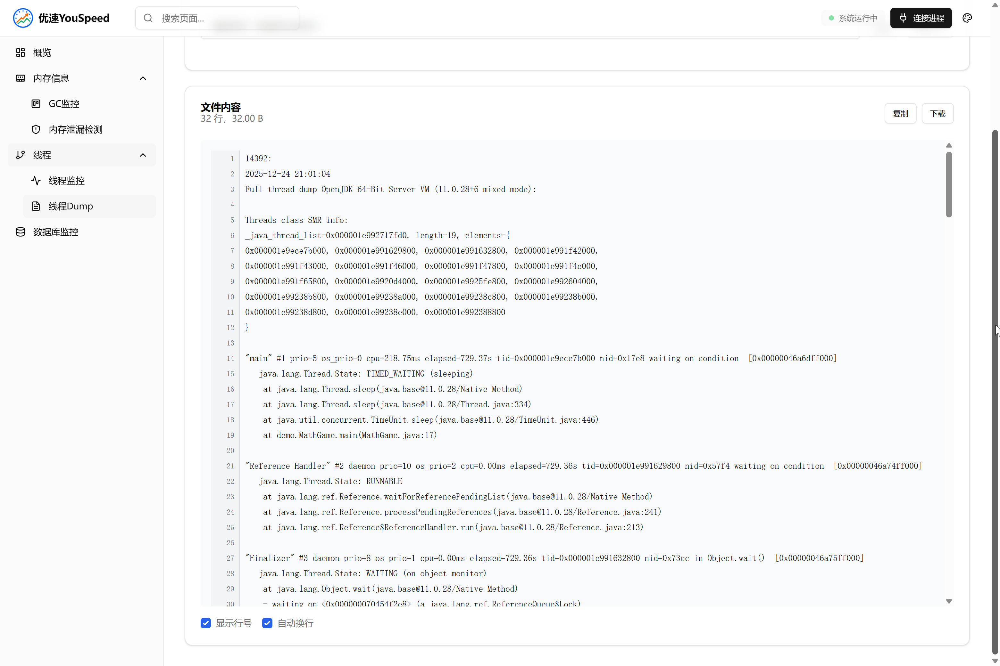 优速YouSpeed
搜索页面...
系统运行中
连接进程
概览
内存信息
GC监控
内存泄漏检测
线程
线程监控
线程Dump
数据库监控
文件内容
32 行，32.00 B
复制
下载
1 14392:
2 2025-12-24 21:01:04
3 Full thread dump OpenJDK 64-Bit Server VM (11.0.28+6 mixed mode):
4
5 Threads class SMR info:
6 _java_thread_list=0x000001e992717fd0, length=19, elements={
7 0x000001e9ece7b000, 0x000001e991629800, 0x000001e991632800, 0x000001e991f42000,
8 0x000001e991f43000, 0x000001e991f46000, 0x000001e991f47800, 0x000001e991f4e000,
9 0x000001e991f65800, 0x000001e9920d4000, 0x000001e9925fe800, 0x000001e992604000,
10 0x000001e99238b800, 0x000001e99238a000, 0x000001e99238c800, 0x000001e99238b000,
11 0x000001e99238d800, 0x000001e99238e000, 0x000001e992388800
12 }
13
14 "main" #1 prio=5 os_prio=0 cpu=218.75ms elapsed=729.37s tid=0x000001e9ece7b000 nid=0x17e8 waiting on condition  [0x00000046a6dff000]
15 java.lang.Thread.State: TIMED_WAITING (sleeping)
16 at java.lang.Thread.sleep(java.base@11.0.28/Native Method)
17 at java.lang.Thread.sleep(java.base@11.0.28/Thread.java:334)
18 at java.util.concurrent.TimeUnit.sleep(java.base@11.0.28/TimeUnit.java:446)
19 at demo.MathGame.main(MathGame.java:17)
20
21 "Reference Handler" #2 daemon prio=10 os_prio=2 cpu=0.00ms elapsed=729.36s tid=0x000001e991629800 nid=0x57f4 waiting on condition  [0x00000046a74ff000]
22 java.lang.Thread.State: RUNNABLE
23 at java.lang.ref.Reference.waitForReferencePendingList(java.base@11.0.28/Native Method)
24 at java.lang.ref.Reference.processPendingReferences(java.base@11.0.28/Reference.java:241)
25 at java.lang.ref.Reference$ReferenceHandler.run(java.base@11.0.28/Reference.java:213)
26
27 "Finalizer" #3 daemon prio=8 os_prio=1 cpu=0.00ms elapsed=729.36s tid=0x000001e991632800 nid=0x73cc in Object.wait()  [0x00000046a75ff000]
28 java.lang.Thread.State: WAITING (on object monitor)
29 at java.lang.Object.wait(java.base@11.0.28/Native Method)
30 - waiting on <0x000000070454f2e8> (a java.lang.ref.ReferenceQueue$Lock)
显示行号
自动换行